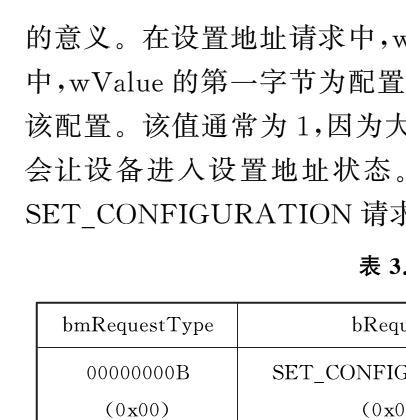 的意义。在设置地址请求中,w
中,wValue 的第一字节为配置
该配置。该值通常为 1,因为大
会让设备进入设置地址状态。
SET_CONFIGURATION 请求
表 3.
bmRequestType bRequ
00000000B SET_CONFIG
(0x00) (0x0